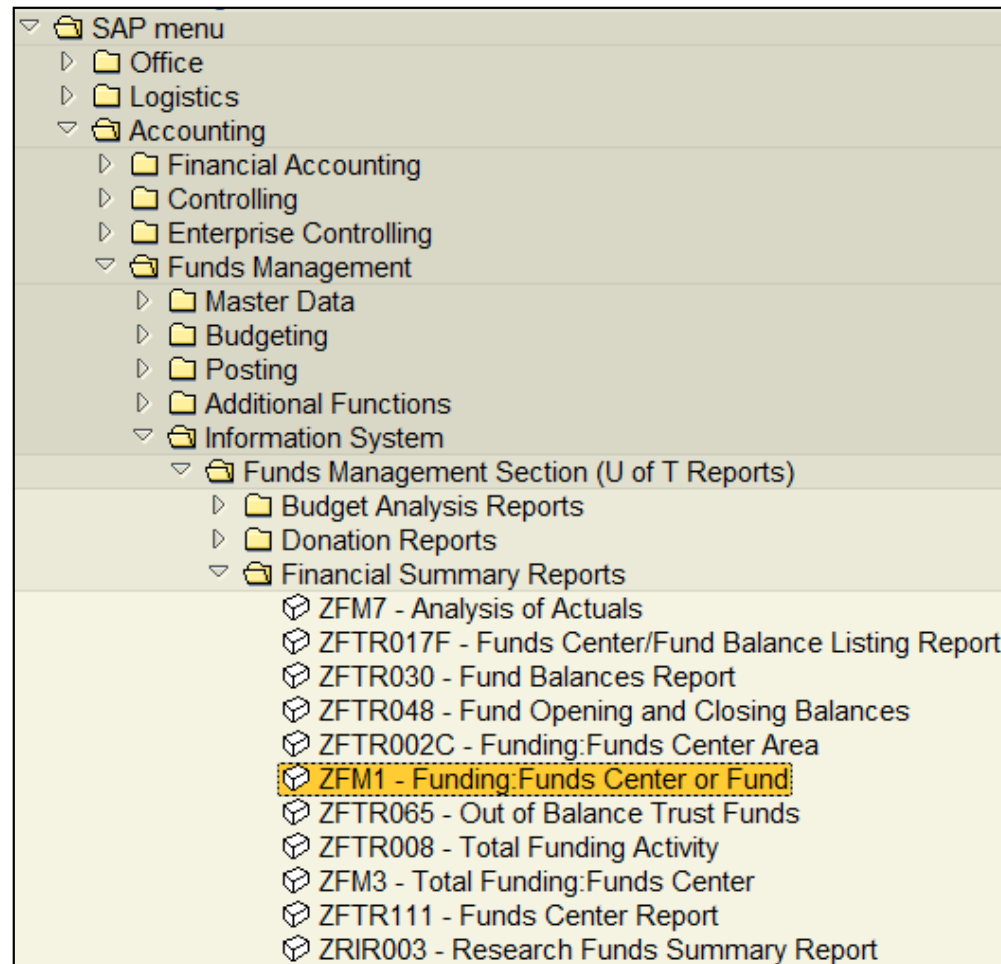 SAP menu
Office
Logistics
Accounting
Financial Accounting
Controlling
Enterprise Controlling
Funds Management
Master Data
Budgeting
Posting
Additional Functions
Information System
Funds Management Section (U of T Reports)
Budget Analysis Reports
Donation Reports
Financial Summary Reports
ZFM7 - Analysis of Actuals
ZFTR017F - Funds Center/Fund Balance Listing Report
ZFTR030 - Fund Balances Report
ZFTR048 - Fund Opening and Closing Balances
ZFTR002C - Funding:Funds Center Area
ZFM1 - Funding:Funds Center or Fund
ZFTR065 - Out of Balance Trust Funds
ZFTR008 - Total Funding Activity
ZFM3 - Total Funding:Funds Center
ZFTR111 - Funds Center Report
ZRIR003 - Research Funds Summary Report